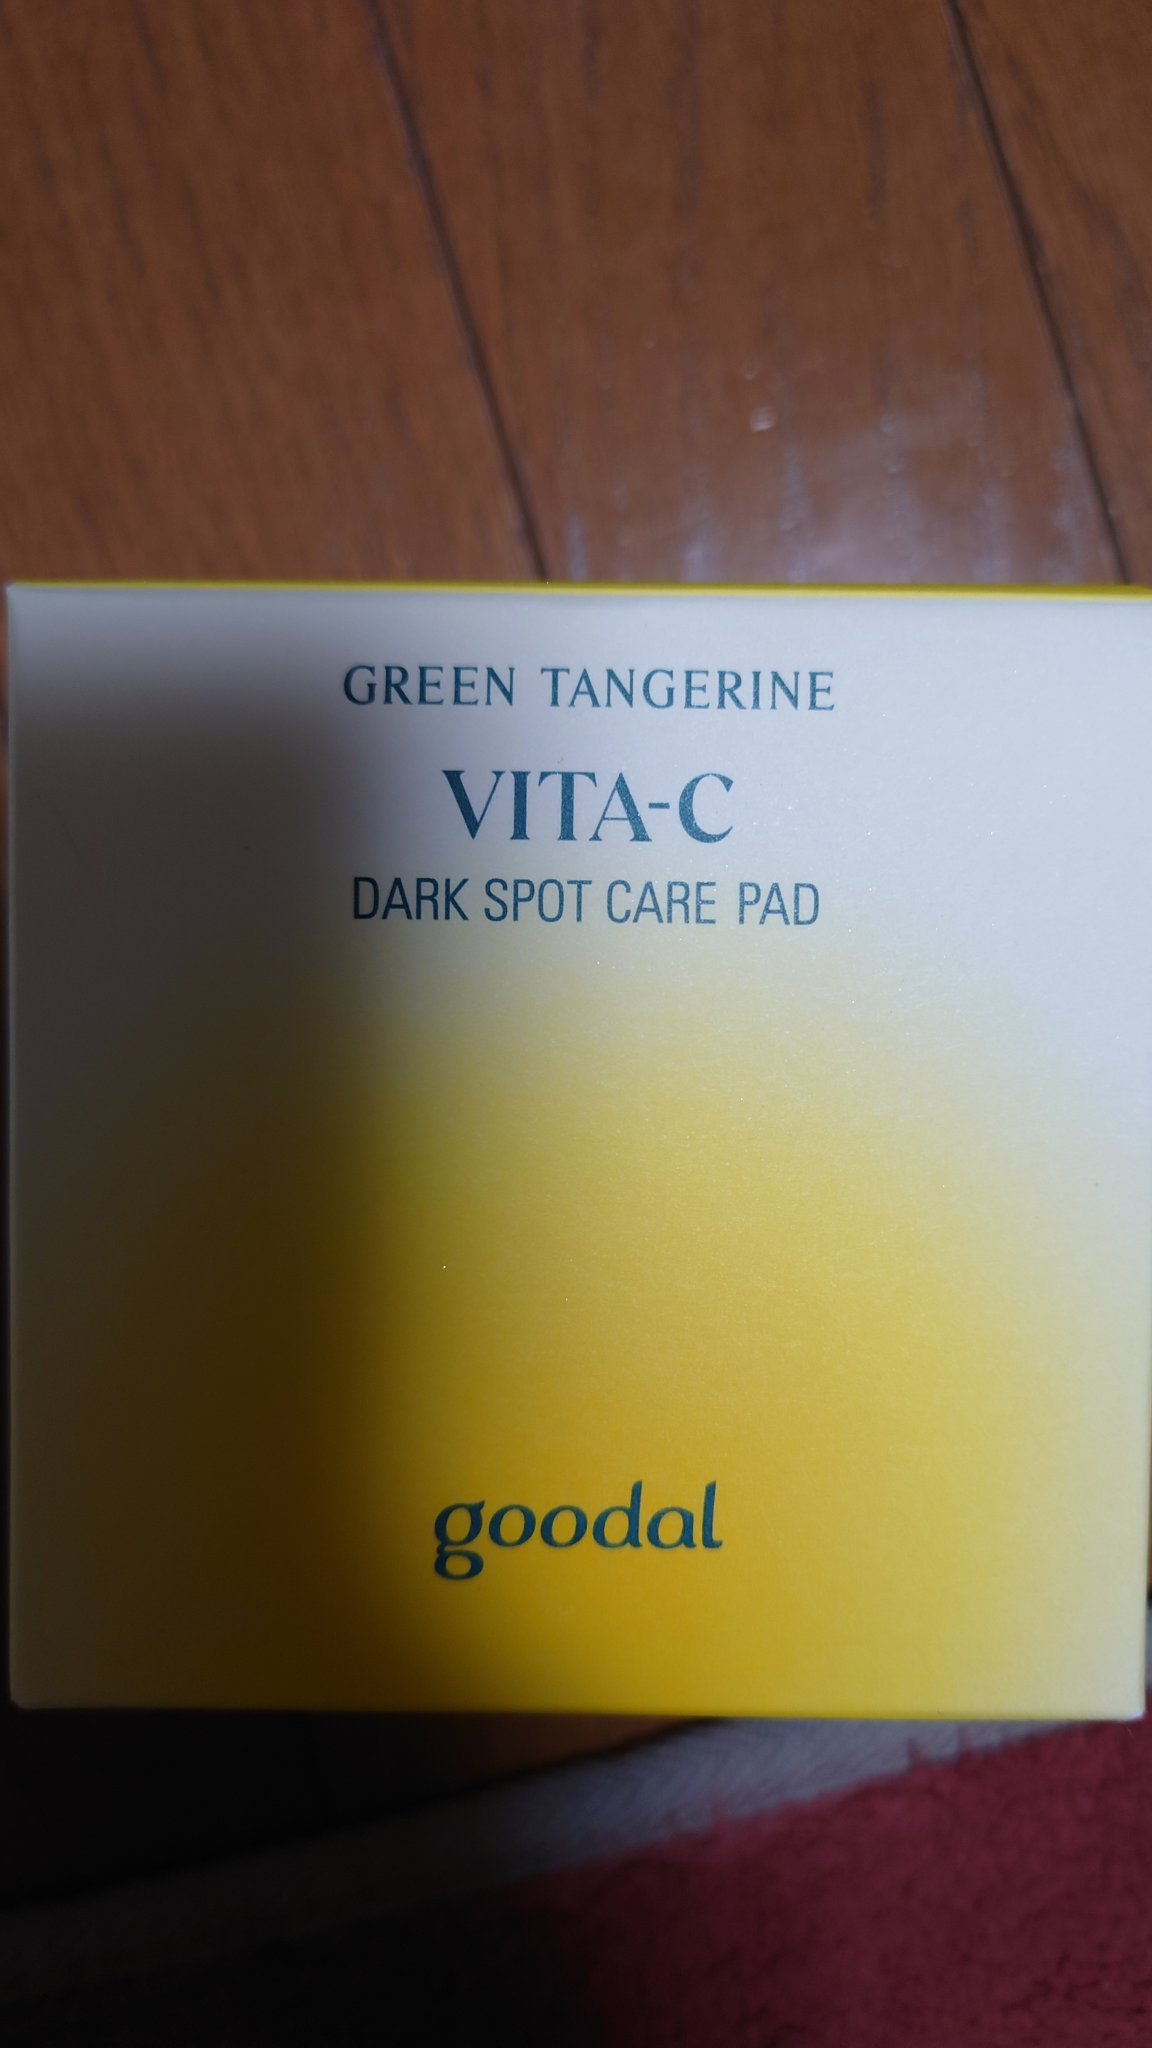 GREEN TANGERINE
VITA-C
DARK SPOT CARE PAD
goodal